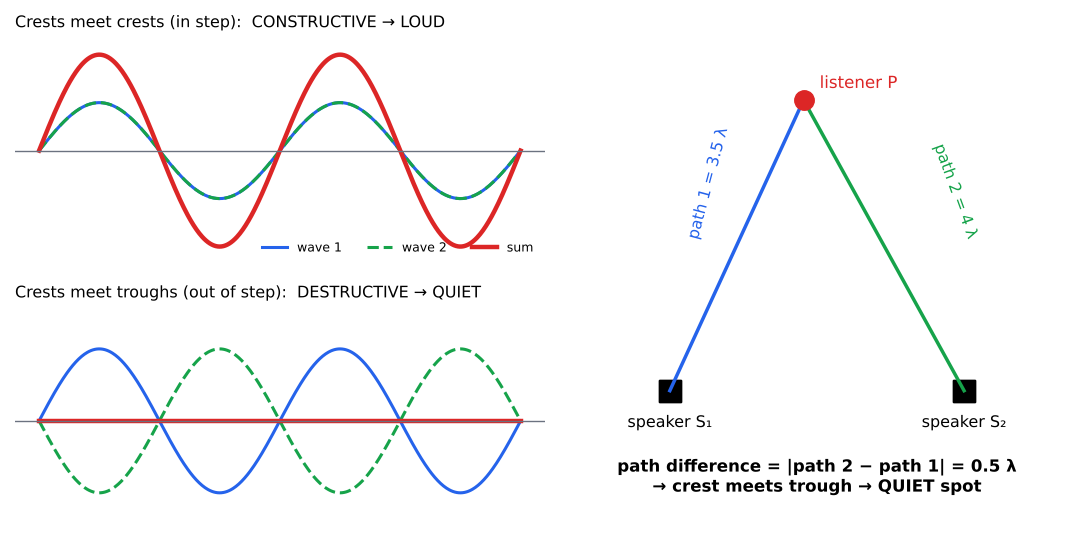 Crests meet crests (in step):  CONSTRUCTIVE → LOUD
wave 1
wave 2
sum
Crests meet troughs (out of step):  DESTRUCTIVE → QUIET
listener P
path 1 = 3.5 λ
path 2 = 4 λ
speaker S₁
speaker S₂
path difference = |path 2 − path 1| = 0.5 λ
→ crest meets trough → QUIET spot